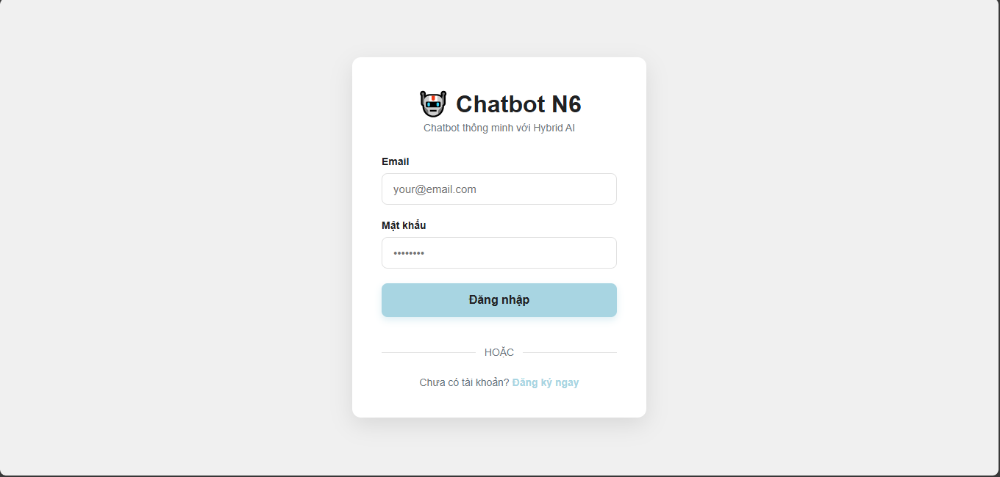 Chatbot N6
Chatbot thông minh với Hybrid AI
Email
your@email.com
Mật khẩu
••••••••
Đăng nhập
HOẶC
Chưa có tài khoản? Đăng ký ngay